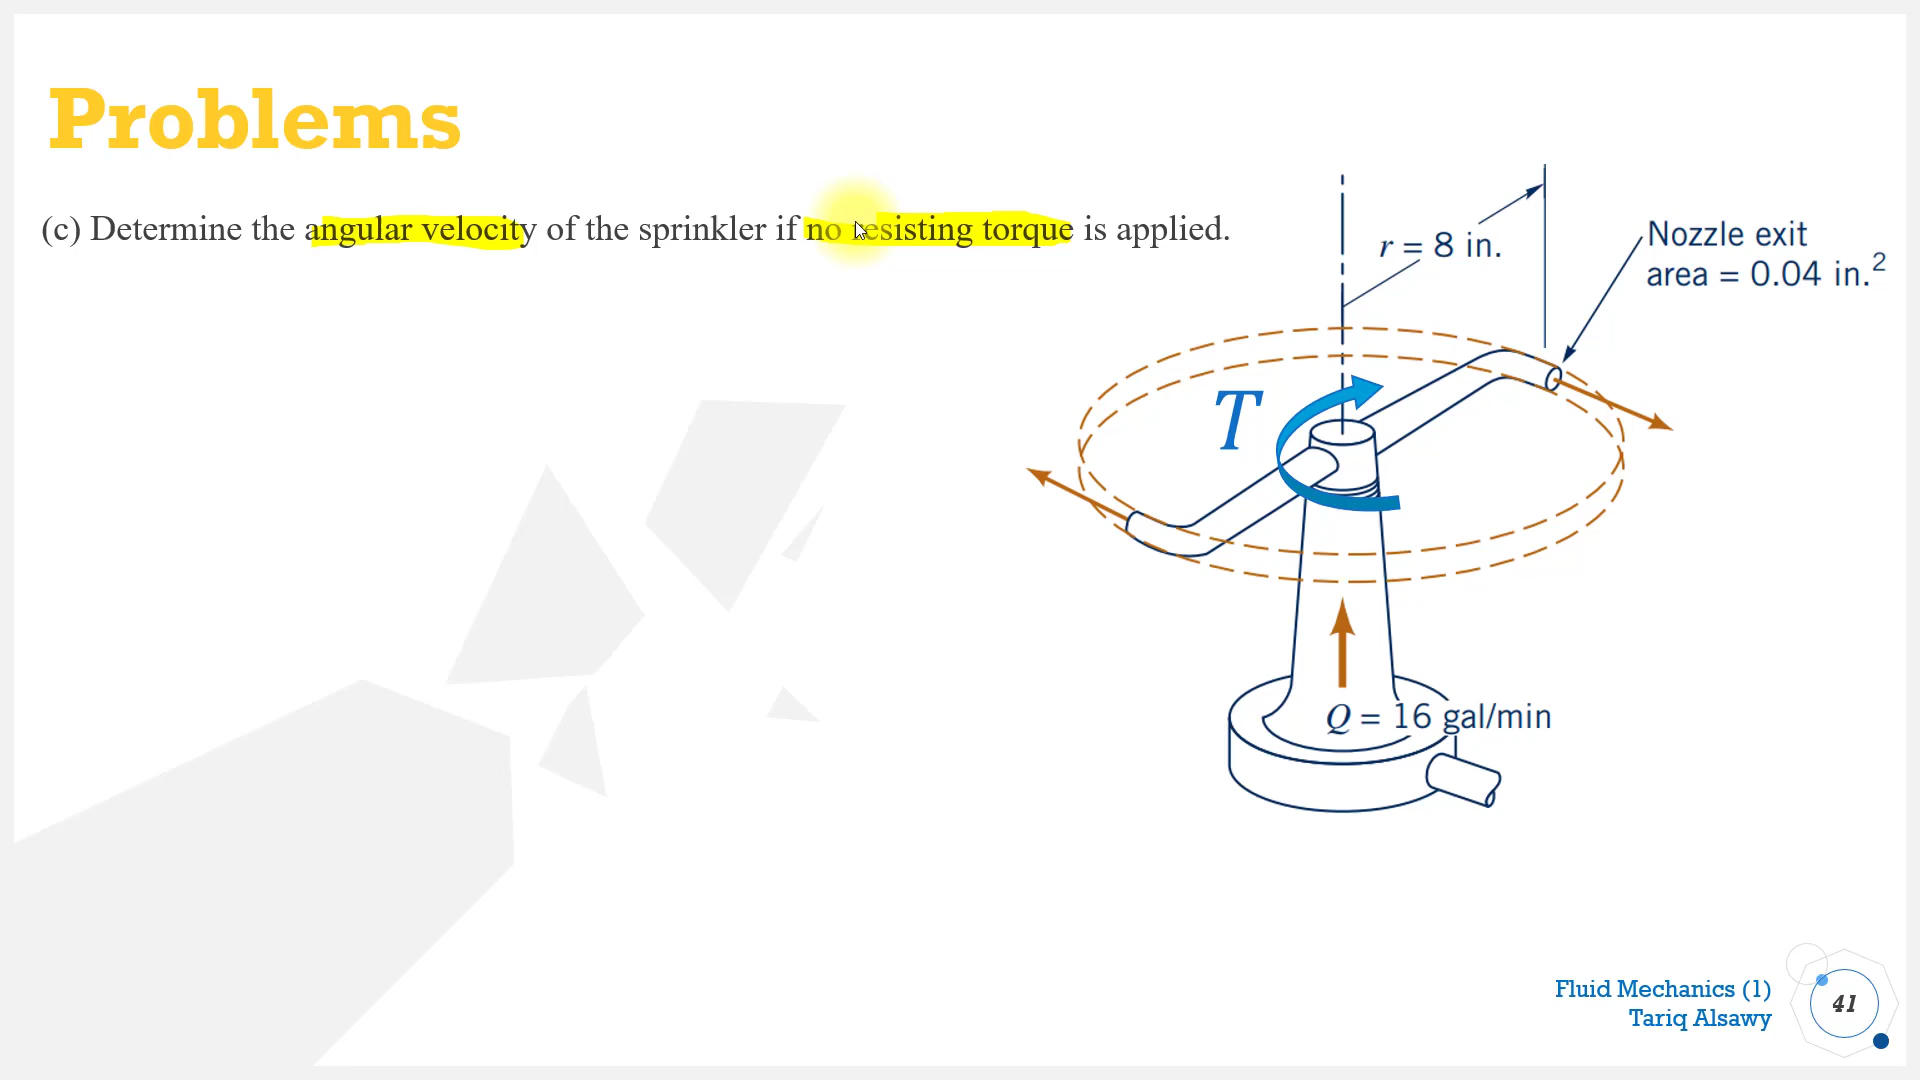 Problems
(c) Determine the angular velocity of the sprinkler if no resisting torque is applied.
r = 8 in.
Nozzle exit
area = 0.04 in.²
T
Q = 16 gal/min
Fluid Mechanics (1)
Tariq Alsawy
41